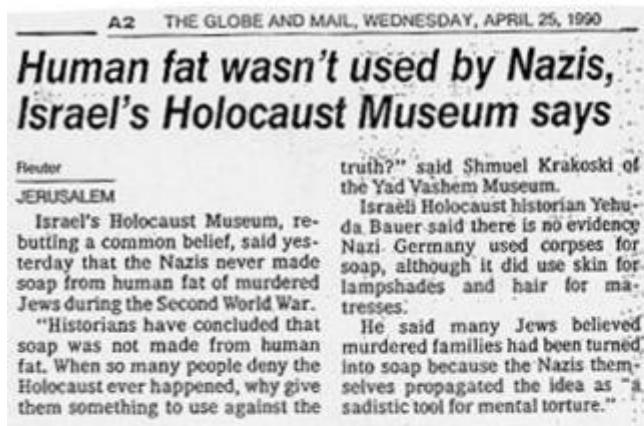 A2 THE GLOBE AND MAIL, WEDNESDAY, APRIL 25, 1990
Human fat wasn't used by Nazis,
Israel's Holocaust Museum says
Reuter
JERUSALEM
Israel's Holocaust Museum, re-
butting a common belief, said yes-
terday that the Nazis never made
soap from human fat of murdered
Jews during the Second World War.
"Historians have concluded that
soap was not made from human
fat. When so many people deny the
Holocaust ever happened, why give
them something to use against the
truth?" said Shmuel Krakoski of
the Yad Vashem Museum.
Israeli Holocaust historian Yehu-
da Bauer said there is no evidence
Nazi Germany used corpses for
soap, although it did use skin for
lampshades and hair for mat-
tresses.
He said many Jews believed
murdered families had been turned
into soap because the Nazis them-
selves propagated the idea as "a
sadistic tool for mental torture."